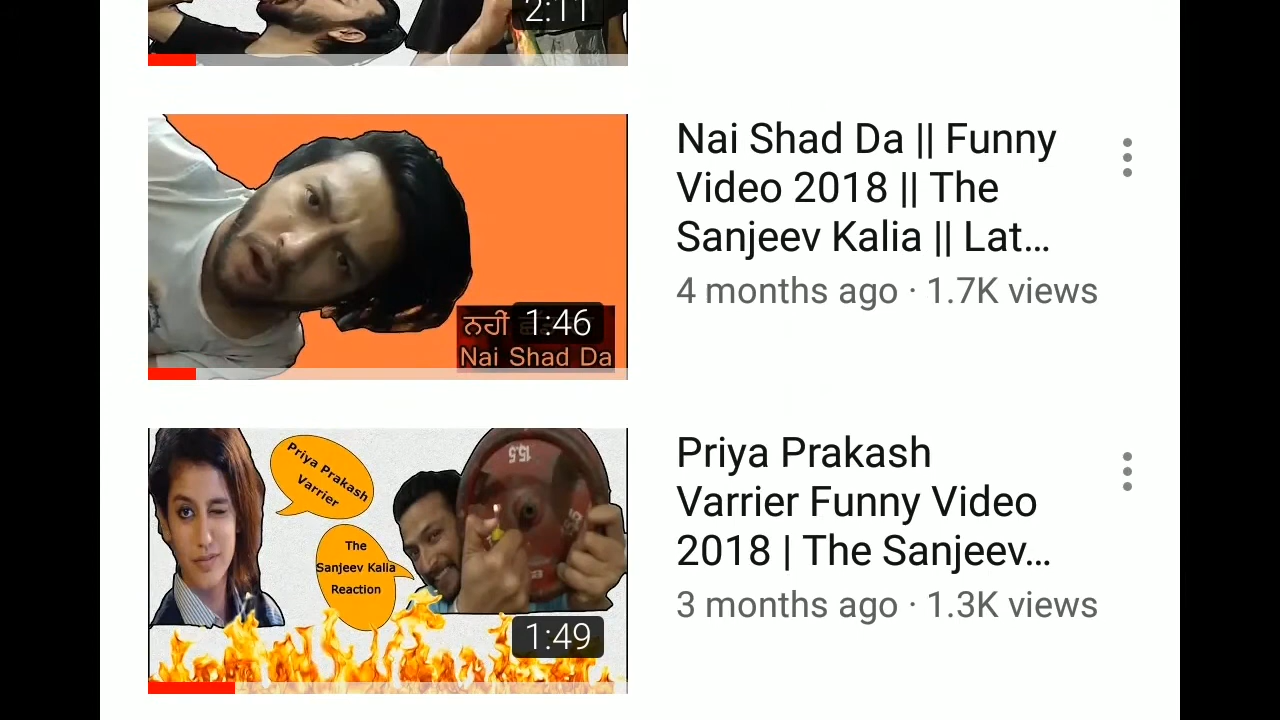 2:11
Nai Shad Da || Funny
Video 2018 || The
Sanjeev Kalia || Lat…
4 months ago · 1.7K views
ਨਹੀਂ
1:46
Nai Shad Da
Priya Prakash
Varrier
The
Sanjeev Kalia
Reaction
15.5
1:49
Priya Prakash
Varrier Funny Video
2018 | The Sanjeev…
3 months ago · 1.3K views